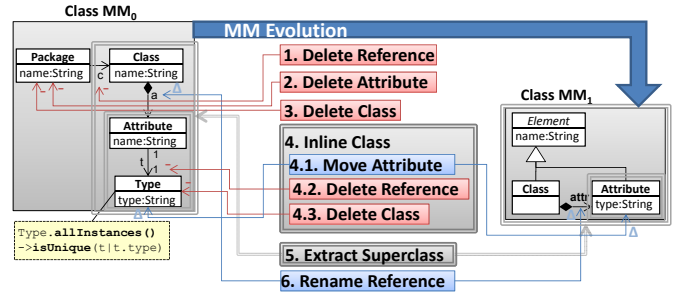 Class MM0
MM Evolution
Package
name:String
c
Class
name:String
Δ
a
Attribute
name:String
t
1
1
Type
type:String
Δ
Type.allInstances()
->isUnique(t|t.type)
1. Delete Reference
2. Delete Attribute
3. Delete Class
4. Inline Class
4.1. Move Attribute
4.2. Delete Reference
4.3. Delete Class
5. Extract Superclass
6. Rename Reference
Class MM1
Element
name:String
Class
attr
Δ
Attribute
type:String
Δ